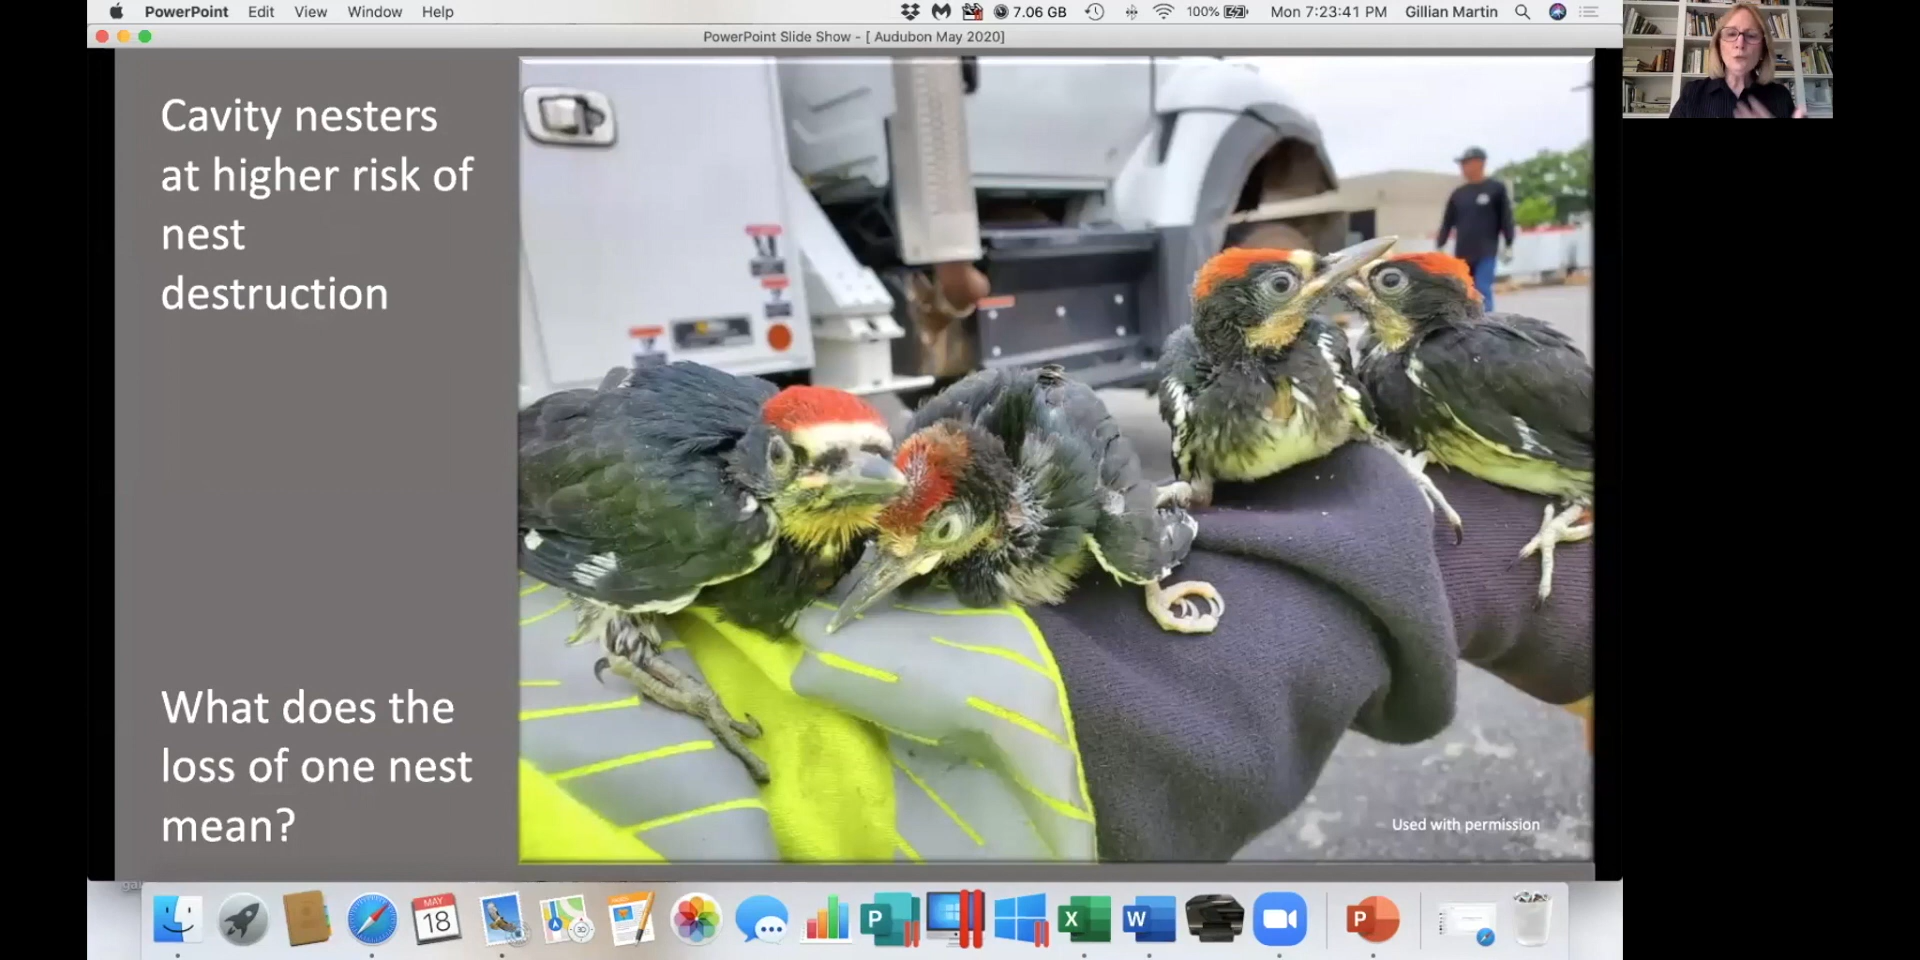 PowerPoint Edit View Window Help 7.06 GB 100% Mon 7:23:41 PM Gillian Martin
PowerPoint Slide Show - [ Audubon May 2020]
Cavity nesters
at higher risk of
nest
destruction
What does the
loss of one nest
mean?
Used with permission
MAY
18
3D
PAGES
P
X
W
P